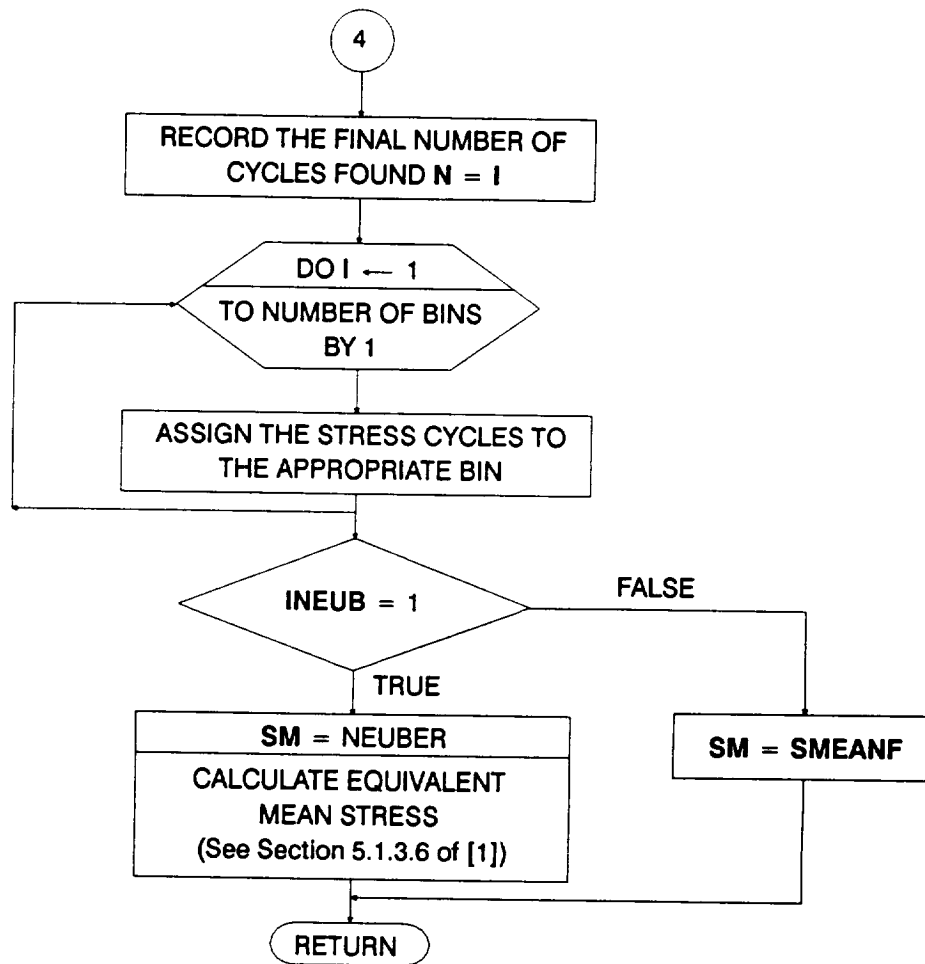 4
RECORD THE FINAL NUMBER OF
CYCLES FOUND N = I
DO I ← 1
TO NUMBER OF BINS
BY 1
ASSIGN THE STRESS CYCLES TO
THE APPROPRIATE BIN
INEUB = 1
FALSE
TRUE
SM = NEUBER
CALCULATE EQUIVALENT
MEAN STRESS
(See Section 5.1.3.6 of [1])
SM = SMEANF
RETURN